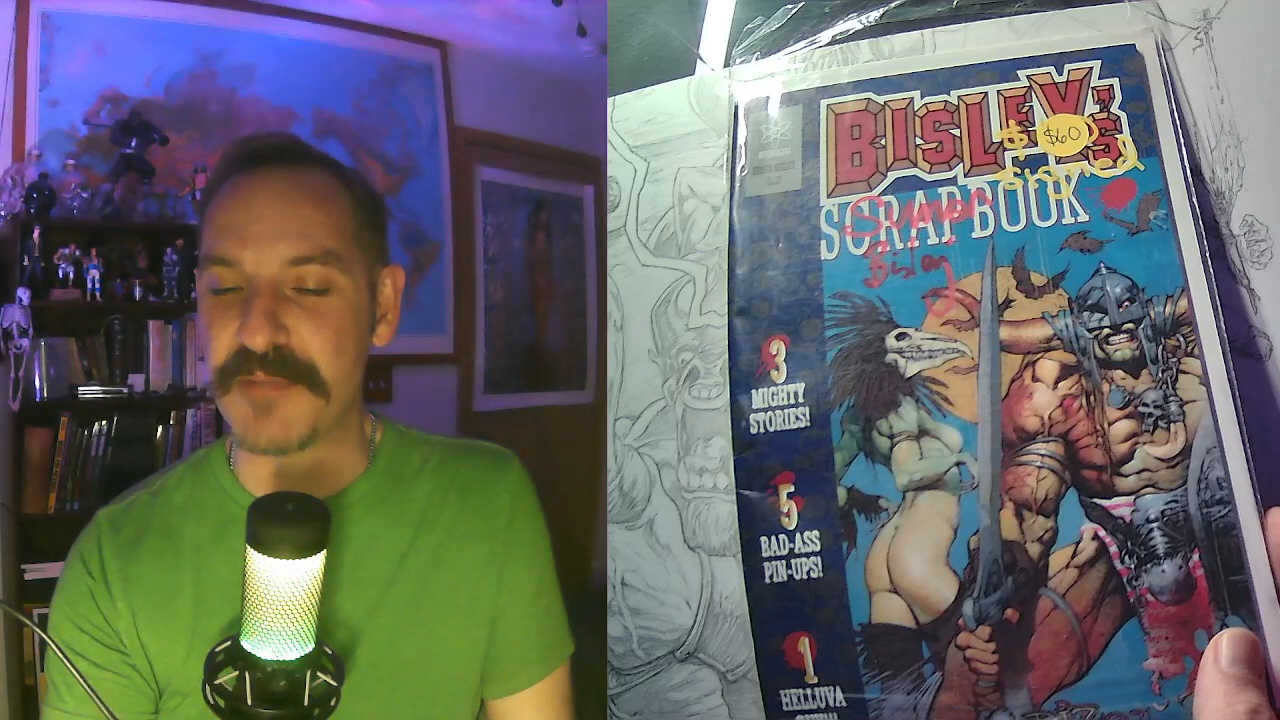 BISLEY'S
SCRAPBOOK
$60
$
Signed
Simon
Bisley
3
MIGHTY
STORIES!
5
BAD-ASS
PIN-UPS!
1
HELLUVA